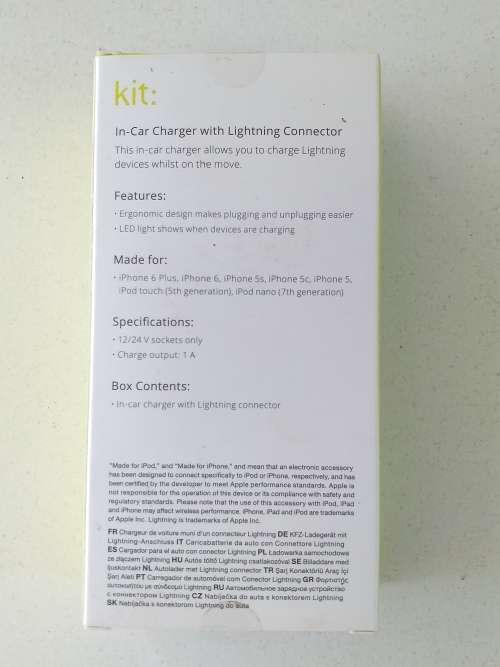 kit:
In-Car Charger with Lightning Connector
This in-car charger allows you to charge Lightning
devices whilst on the move.
Features:
• Ergonomic design makes plugging and unplugging easier
• LED light shows when devices are charging
Made for:
• iPhone 6 Plus, iPhone 6, iPhone 5s, iPhone 5c, iPhone 5,
iPod touch (5th generation), iPod nano (7th generation)
Specifications:
• 12/24 V sockets only
• Charge output: 1 A
Box Contents:
• In-car charger with Lightning connector
"Made for iPod," and "Made for iPhone," and mean that an electronic accessory
has been designed to connect specifically to iPod or iPhone, respectively, and has
been certified by the developer to meet Apple performance standards. Apple is
not responsible for the operation of this device or its compliance with safety and
regulatory standards. Please note that the use of this accessory with iPod, iPad
and iPhone may affect wireless performance. iPhone, iPad and iPod are trademarks
of Apple Inc. Lightning is trademarks of Apple Inc.
FR Chargeur de voiture muni d'un connecteur Lightning DE KFZ-Ladegerät mit
Lightning-Anschluss IT Caricabatteria da auto con Connettore Lightning
ES Cargador para el auto con conector Lightning PL Ładowarka samochodowa
ze złączem Lightning HU Autós töltő Lightning csatlakozóval SE Billaddare med
ljuskontakt NL Autolader met Lightning connector TR Şarj Konektörlü Araç İçi
Şarj Aleti PT Carregador de automóvel com Conector Lightning GR Φορτιστής
αυτοκινήτου με σύνδεσμο Lightning RU Автомобильное зарядное устройство
с коннектором Lightning CZ Nabíječka do auta s konektorem Lightning
SK Nabíjačka s konektorom Lightning do auta